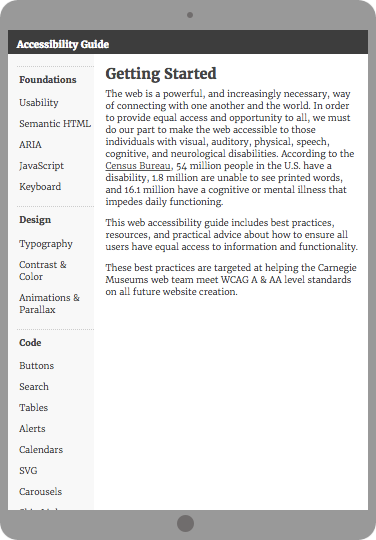 Accessibility Guide
Foundations
Usability
Semantic HTML
ARIA
JavaScript
Keyboard
Design
Typography
Contrast &
Color
Animations &
Parallax
Code
Buttons
Search
Tables
Alerts
Calendars
SVG
Carousels
Getting Started
The web is a powerful, and increasingly necessary, way
of connecting with one another and the world. In order
to provide equal access and opportunity to all, we must
do our part to make the web accessible to those
individuals with visual, auditory, physical, speech,
cognitive, and neurological disabilities. According to the
Census Bureau, 54 million people in the U.S. have a
disability, 1.8 million are unable to see printed words,
and 16.1 million have a cognitive or mental illness that
impedes daily functioning.
This web accessibility guide includes best practices,
resources, and practical advice about how to ensure all
users have equal access to information and functionality.
These best practices are targeted at helping the Carnegie
Museums web team meet WCAG A & AA level standards
on all future website creation.